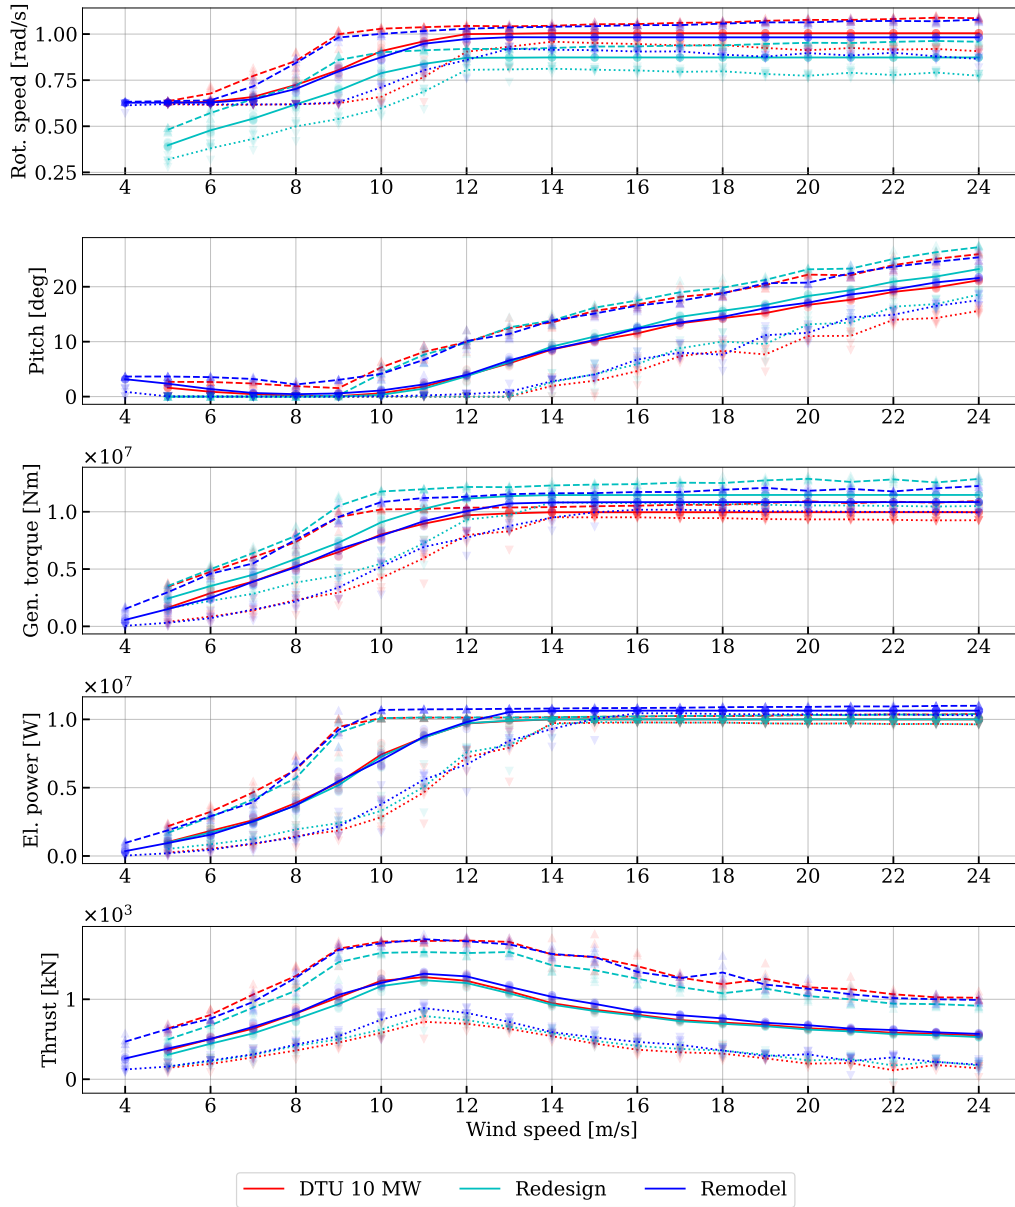 Rot. speed [rad/s]
1.00
0.75
0.50
0.25
4 6 8 10 12 14 16 18 20 22 24
Pitch [deg]
20
10
0
4 6 8 10 12 14 16 18 20 22 24
×10⁷
Gen. torque [Nm]
1.0
0.5
0.0
4 6 8 10 12 14 16 18 20 22 24
×10⁷
El. power [W]
1.0
0.5
0.0
4 6 8 10 12 14 16 18 20 22 24
×10³
Thrust [kN]
1
0
4 6 8 10 12 14 16 18 20 22 24
Wind speed [m/s]
DTU 10 MW Redesign Remodel